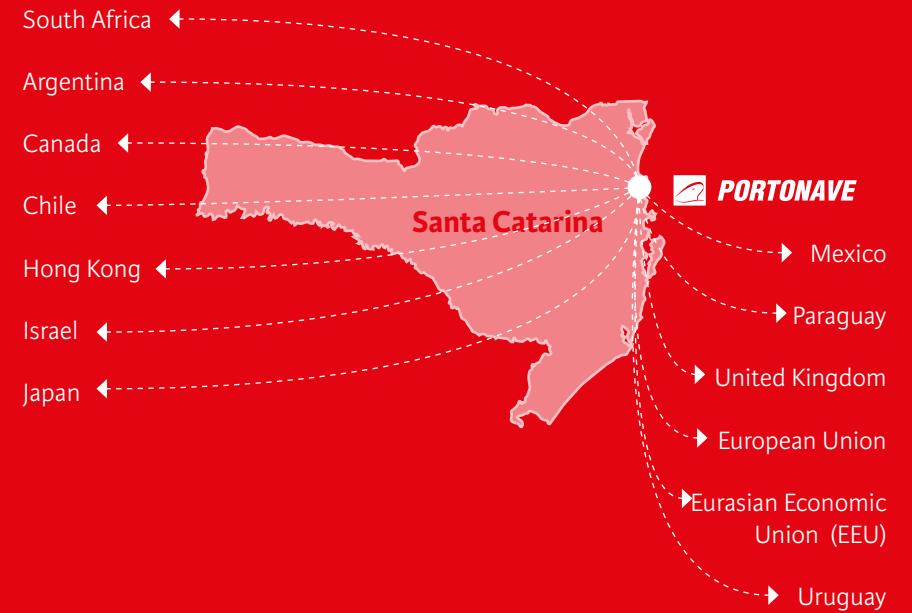 South Africa
Argentina
Canada
Chile
Hong Kong
Israel
Japan
Santa Catarina
PORTONAVE
Mexico
Paraguay
United Kingdom
European Union
Eurasian Economic
Union (EEU)
Uruguay